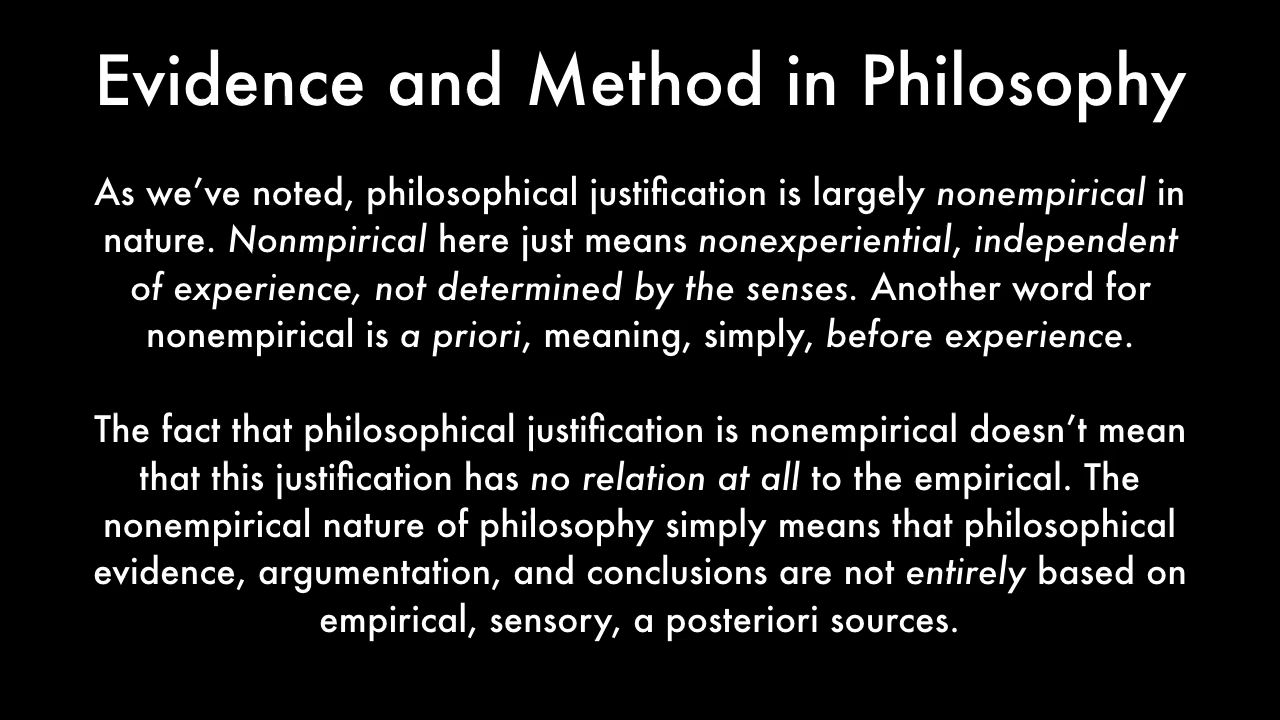 Evidence and Method in Philosophy
As we’ve noted, philosophical justification is largely nonempirical in
nature. Nonmpirical here just means nonexperiential, independent
of experience, not determined by the senses. Another word for
nonempirical is a priori, meaning, simply, before experience.
The fact that philosophical justification is nonempirical doesn’t mean
that this justification has no relation at all to the empirical. The
nonempirical nature of philosophy simply means that philosophical
evidence, argumentation, and conclusions are not entirely based on
empirical, sensory, a posteriori sources.